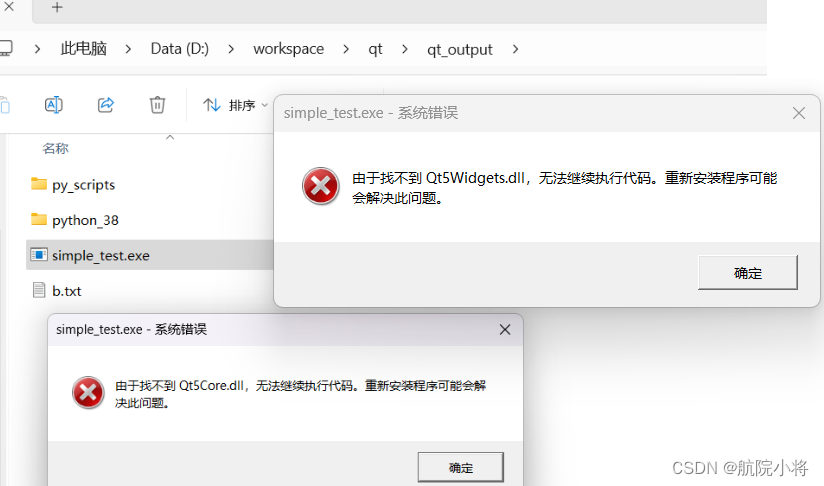 此电脑 > Data (D:) > workspace > qt > qt_output >
排序
名称
py_scripts
python_38
simple_test.exe
b.txt
simple_test.exe - 系统错误
由于找不到 Qt5Widgets.dll，无法继续执行代码。重新安装程序可能
会解决此问题。
确定
simple_test.exe - 系统错误
由于找不到 Qt5Core.dll，无法继续执行代码。重新安装程序可能会解
决此问题。
确定
CSDN @航院小将